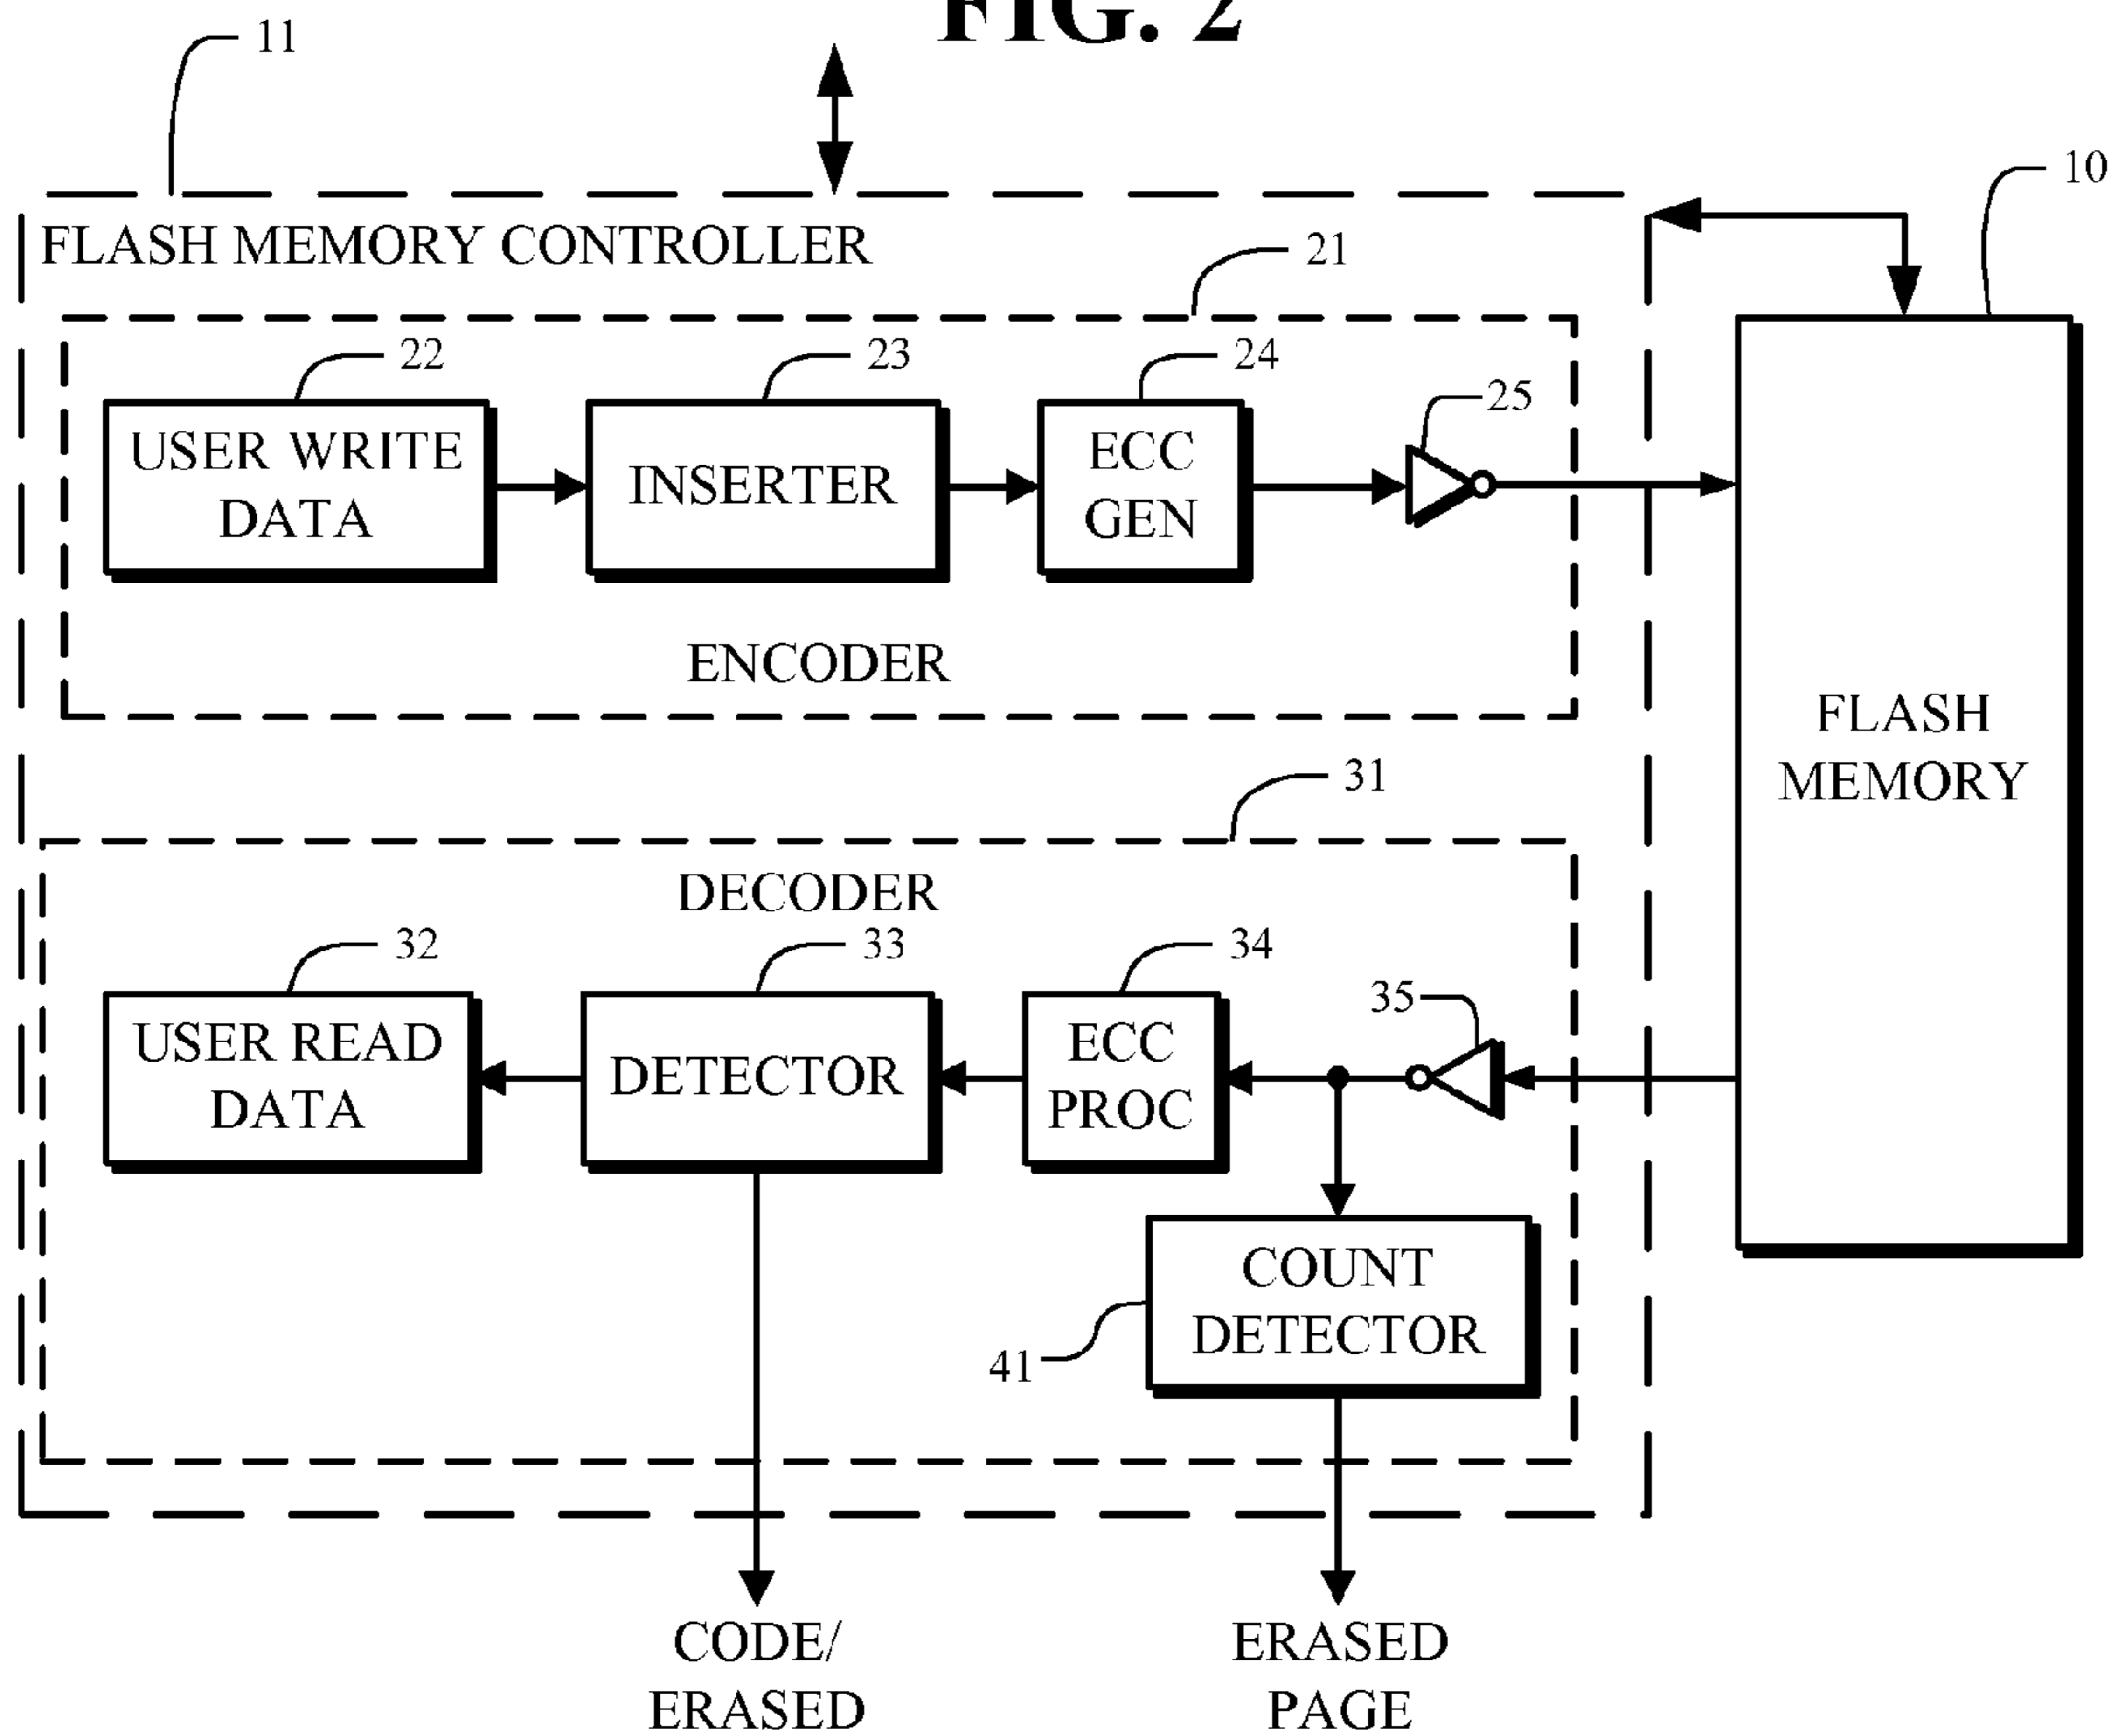 FIG. 2
11
10
FLASH MEMORY CONTROLLER
21
22
23
24
25
USER WRITE
DATA
INSERTER
ECC
GEN
ENCODER
FLASH
MEMORY
31
DECODER
32
33
34
35
USER READ
DATA
DETECTOR
ECC
PROC
COUNT
DETECTOR
41
CODE/
ERASED
ERASED
PAGE